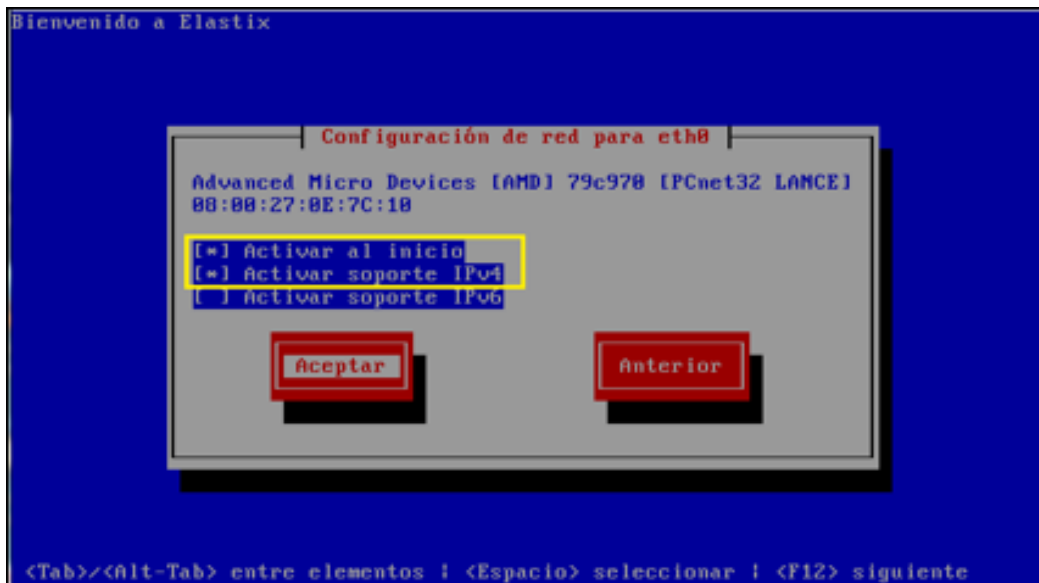 Bienvenido a Elastix
Configuración de red para eth0
Advanced Micro Devices [AMD] 79c970 [PCnet32 LANCE]
08:00:27:0E:7C:10
[*] Activar al inicio
[*] Activar soporte IPv4
[ ] Activar soporte IPv6
Aceptar Anterior
<Tab>/<Alt-Tab> entre elementos | <Espacio> seleccionar | <F12> siguiente